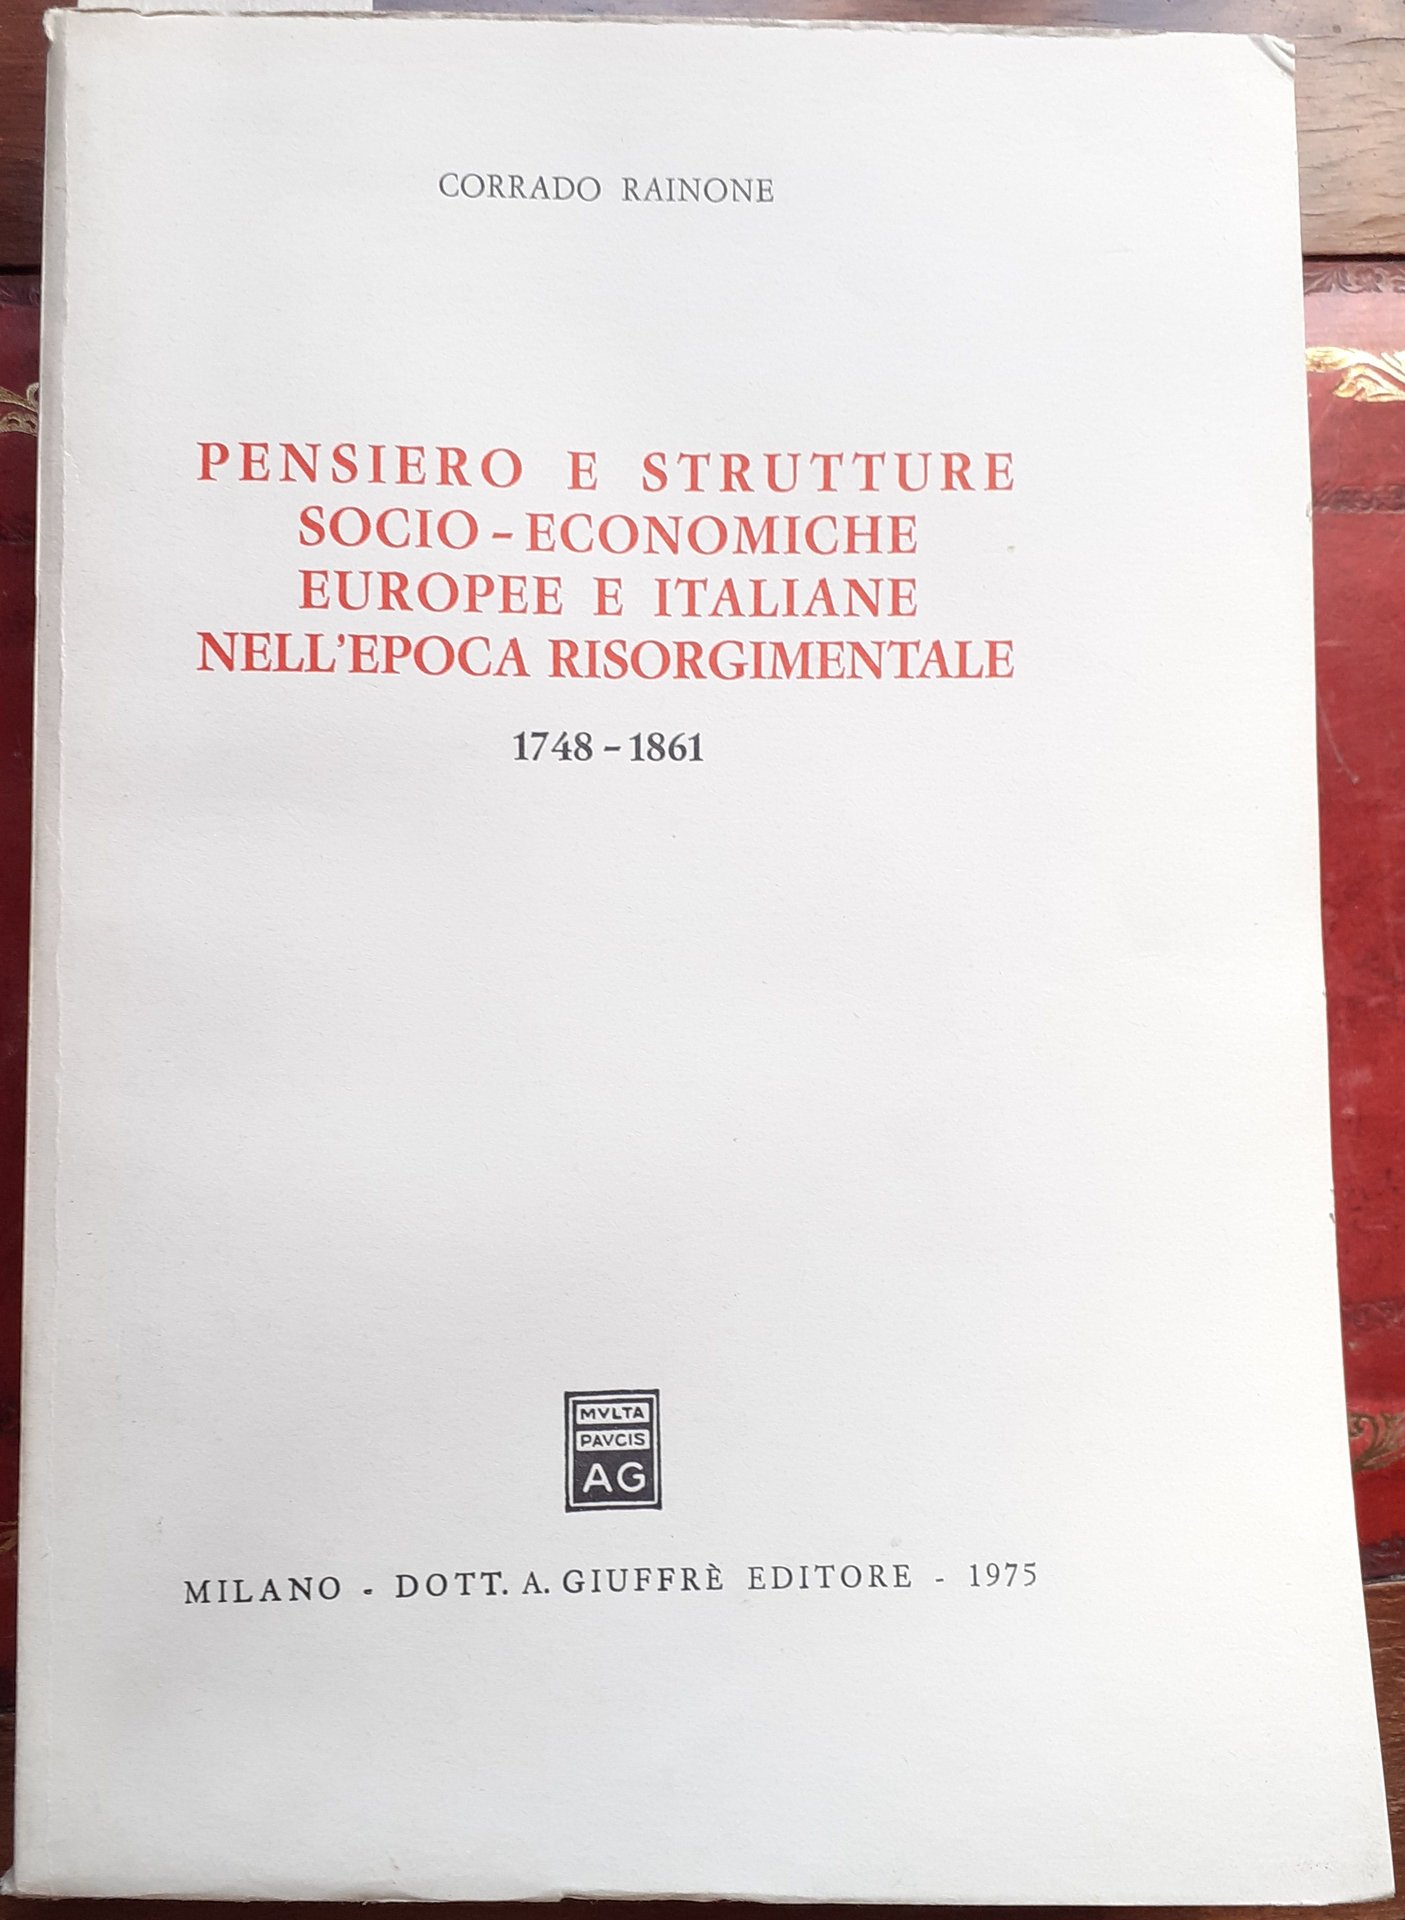 CORRADO RAINONE
PENSIERO E STRUTTURE
SOCIO-ECONOMICHE
EUROPEE E ITALIANE
NELL'EPOCA RISORGIMENTALE
1748-1861
MVLTA
PAVCIS
AG
MILANO - DOTT. A. GIUFFRÈ EDITORE - 1975